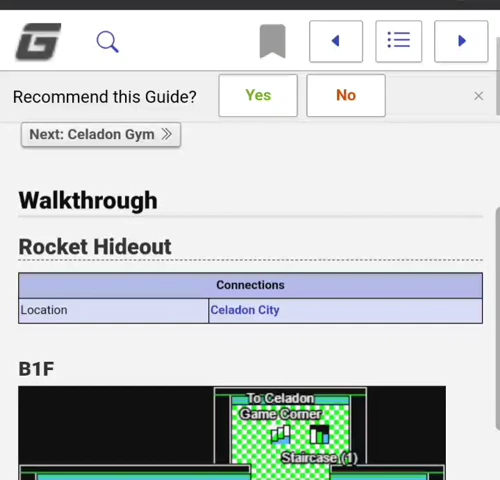 G
Recommend this Guide?
Yes
No
×
Next: Celadon Gym »
Walkthrough
Rocket Hideout
Connections
Location
Celadon City
B1F
To Celadon
Game Corner
Staircase (1)